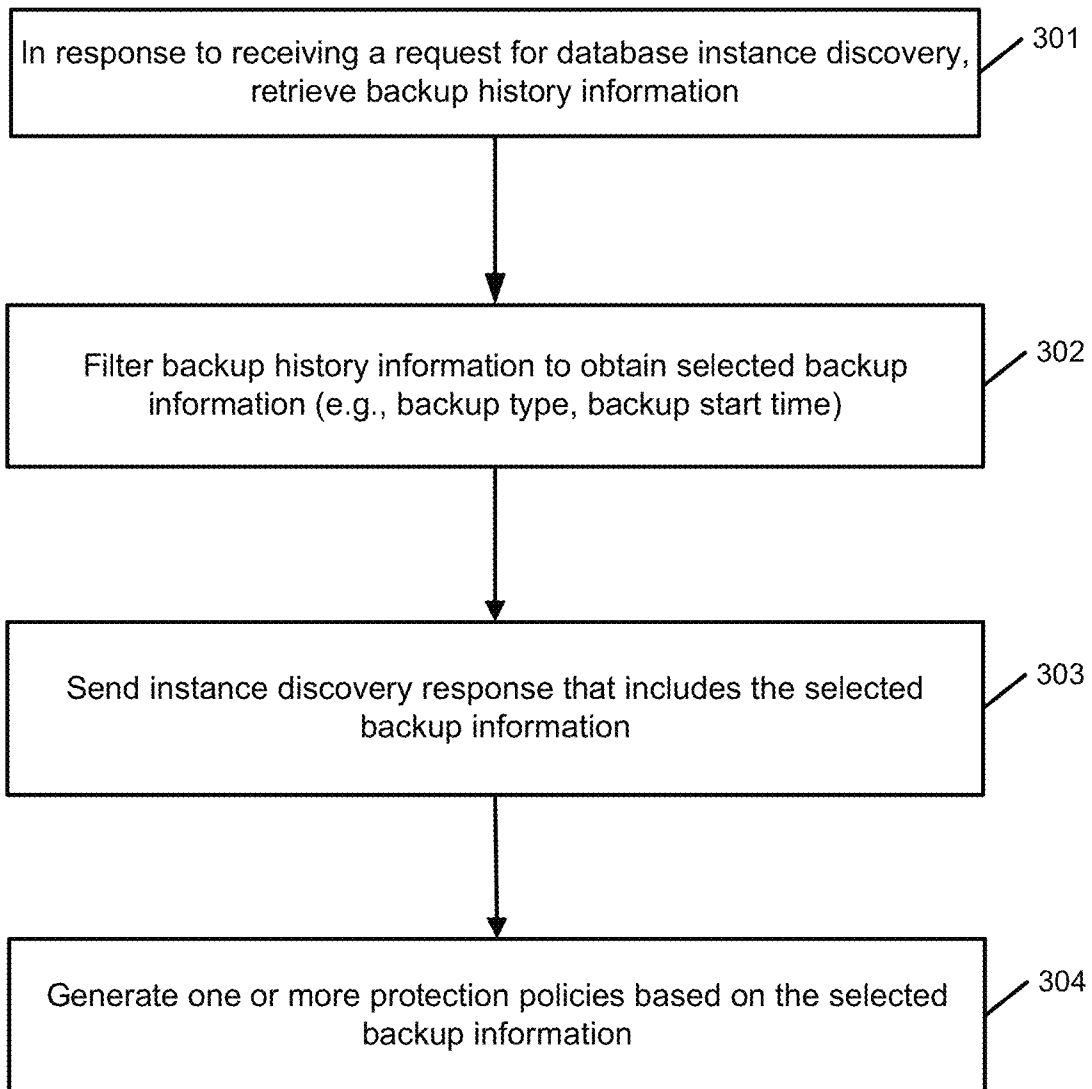 In response to receiving a request for database instance discovery,
retrieve backup history information
301
Filter backup history information to obtain selected backup
information (e.g., backup type, backup start time)
302
Send instance discovery response that includes the selected
backup information
303
Generate one or more protection policies based on the selected
backup information
304